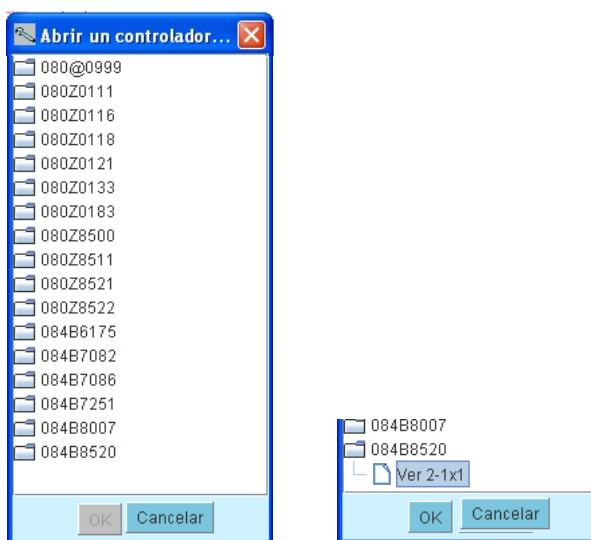 Abrir un controlador...
080@0999
080Z0111
080Z0116
080Z0118
080Z0121
080Z0133
080Z0183
080Z8500
080Z8511
080Z8521
080Z8522
084B6175
084B7082
084B7086
084B7251
084B8007
084B8520
OK Cancelar
084B8007
084B8520
Ver 2-1x1
OK Cancelar